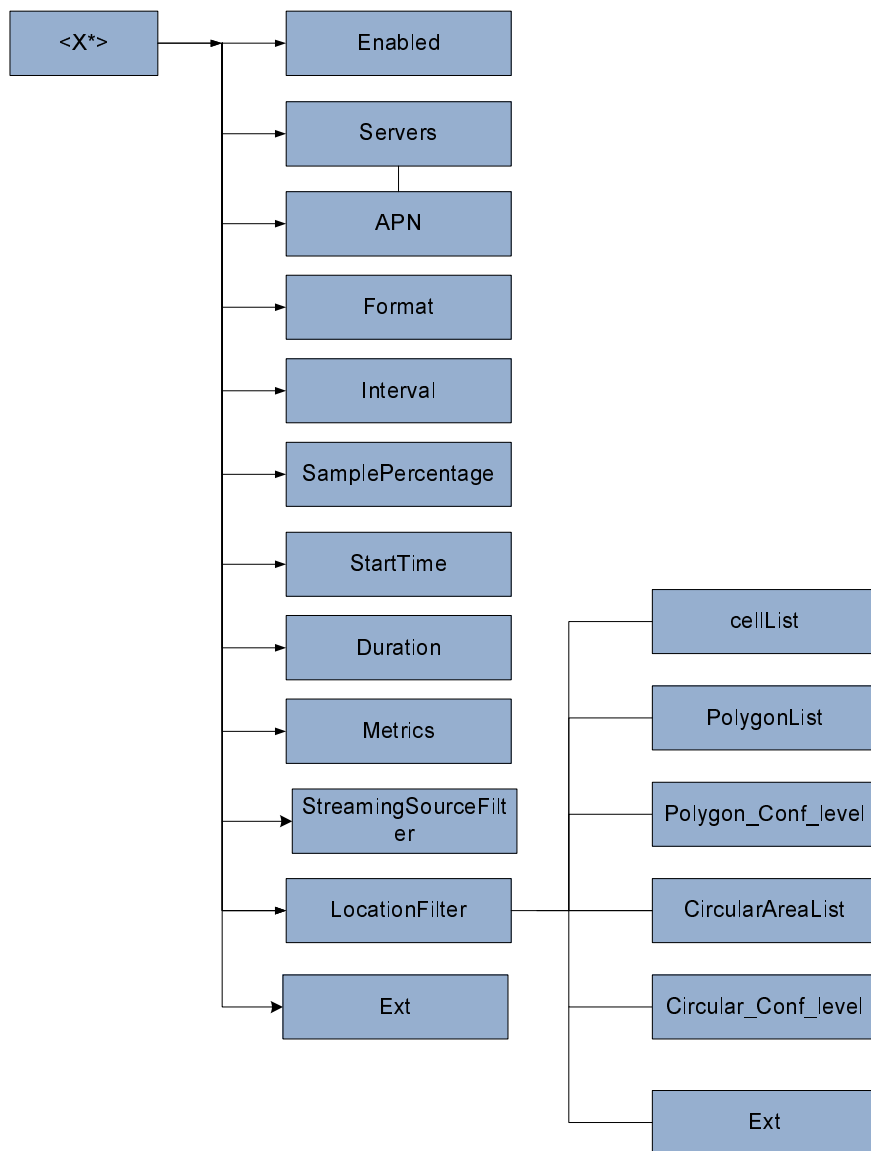 <X*>
Enabled
Servers
APN
Format
Interval
SamplePercentage
StartTime
Duration
Metrics
StreamingSourceFilt
er
LocationFilter
Ext
cellList
PolygonList
Polygon_Conf_level
CircularAreaList
Circular_Conf_level
Ext